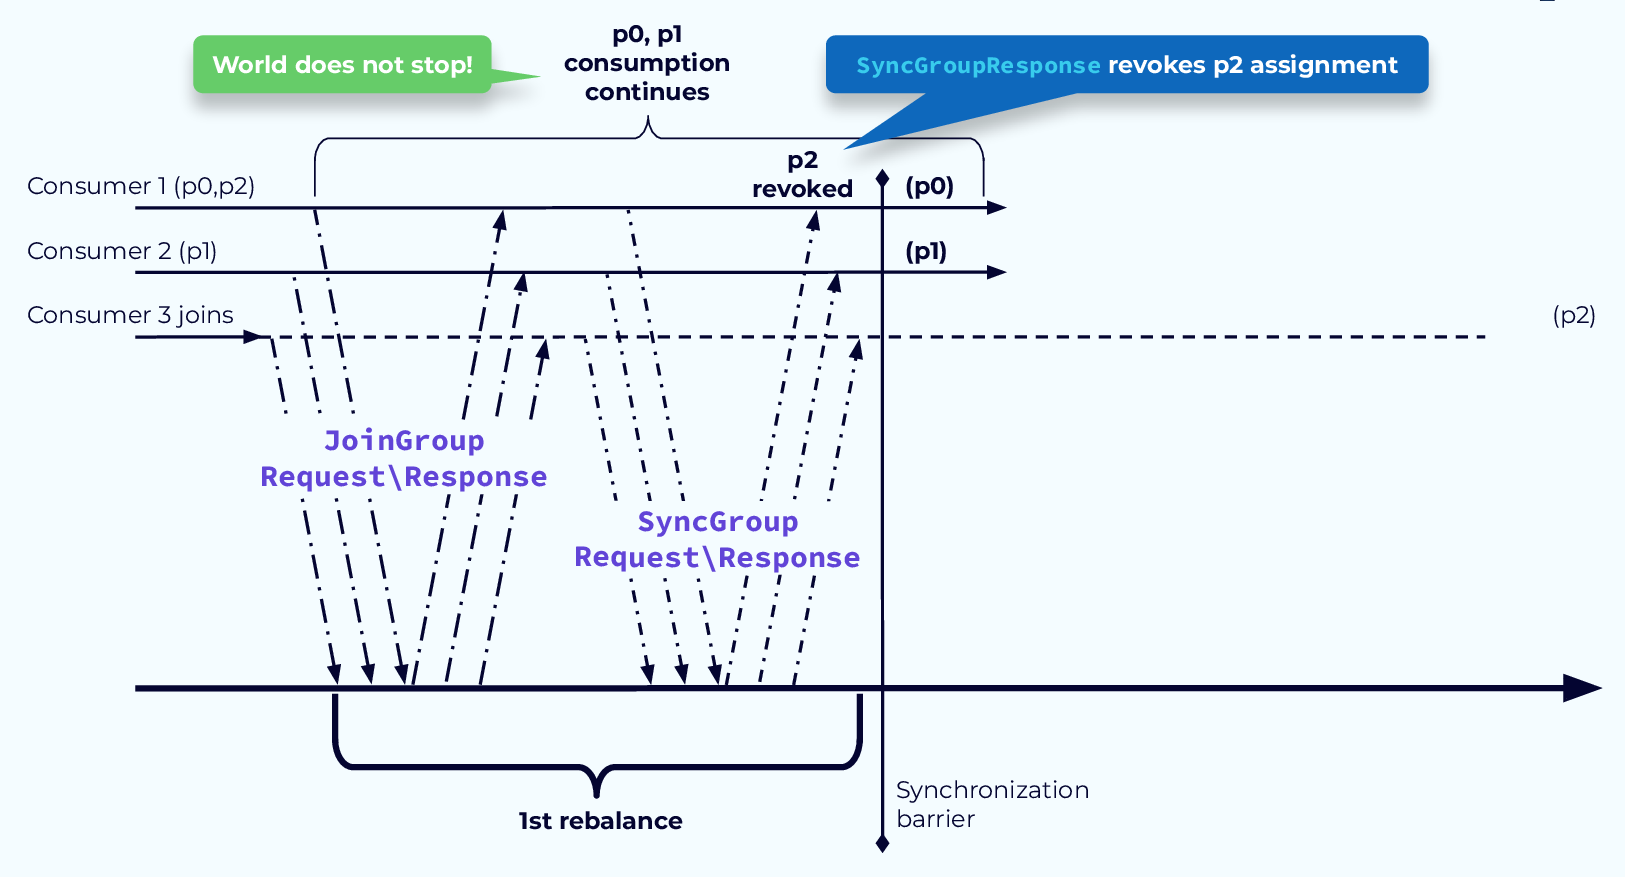 World does not stop!
p0, p1
consumption
continues
SyncGroupResponse revokes p2 assignment
p2
revoked
Consumer 1 (p0,p2)
(p0)
Consumer 2 (p1)
(p1)
Consumer 3 joins
(p2)
JoinGroup
Request\Response
SyncGroup
Request\Response
1st rebalance
Synchronization
barrier